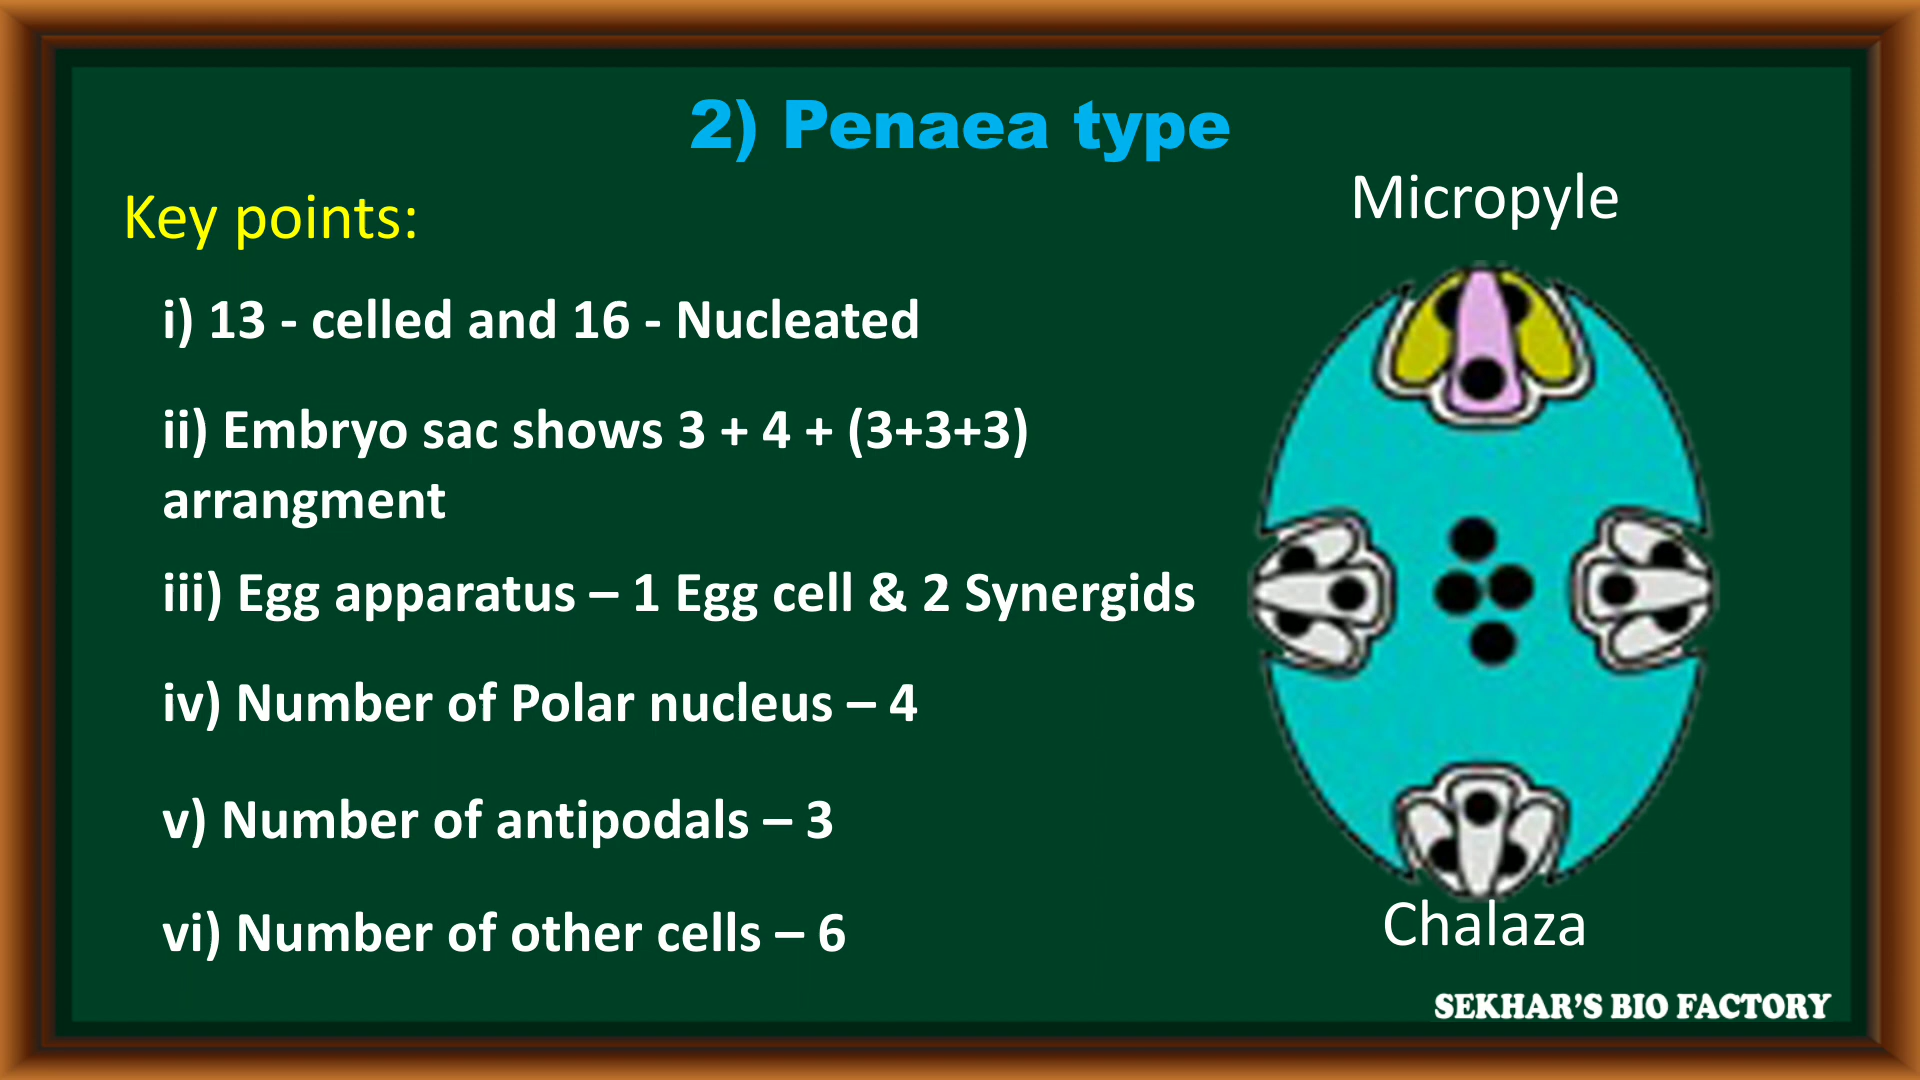 2) Penaea type
Key points:
Micropyle
i) 13 - celled and 16 - Nucleated
ii) Embryo sac shows 3 + 4 + (3+3+3)
arrangment
iii) Egg apparatus – 1 Egg cell & 2 Synergids
iv) Number of Polar nucleus – 4
v) Number of antipodals – 3
vi) Number of other cells – 6
Chalaza
SEKHAR'S BIO FACTORY